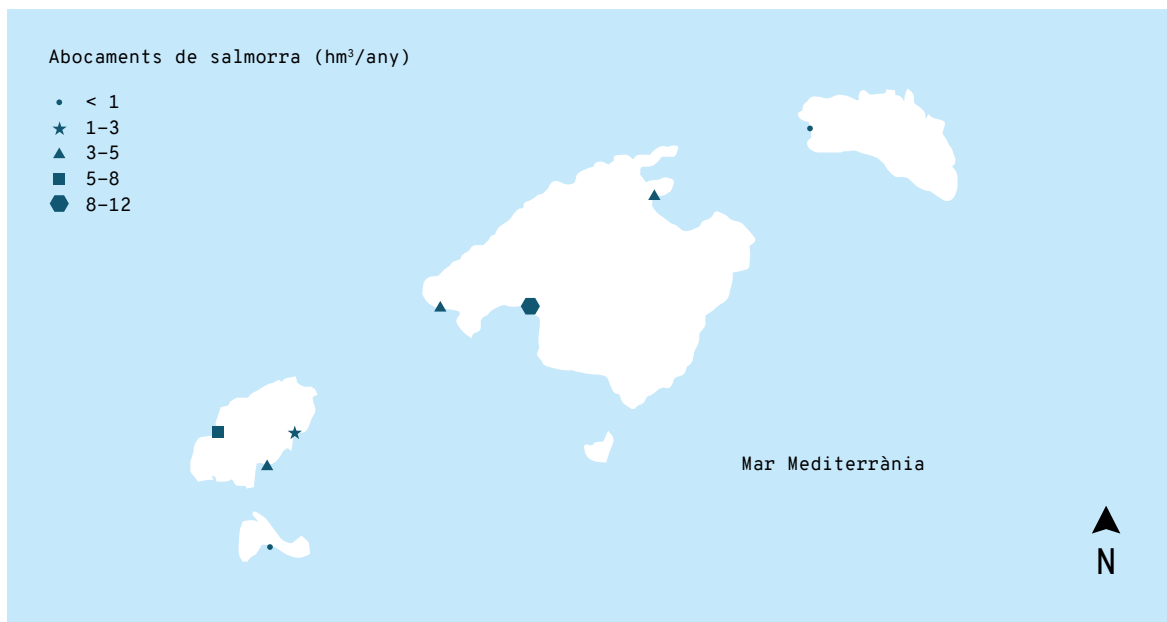 Abocaments de salmorra (hm³/any)
< 1
1–3
3–5
5–8
8–12
Mar Mediterrània
N